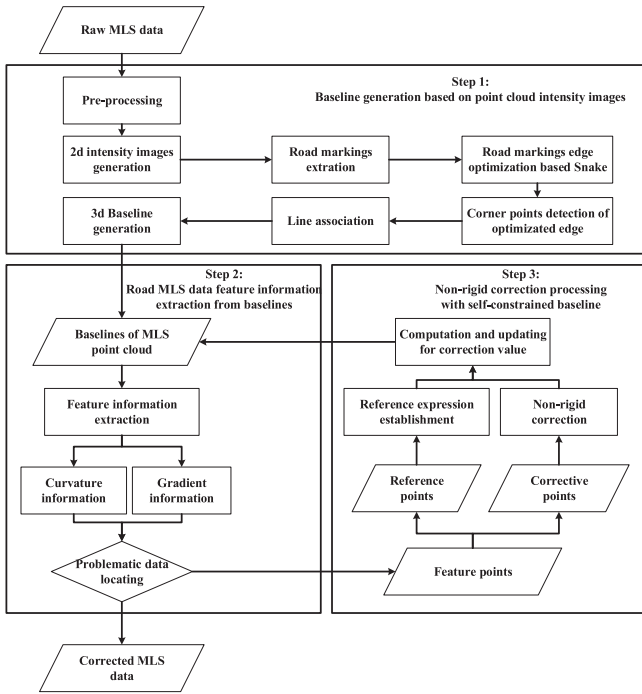 Raw MLS data
Step 1:
Baseline generation based on point cloud intensity images
Pre-processing
2d intensity images
generation
Road markings
extration
Road markings edge
optimization based Snake
3d Baseline
generation
Line association
Corner points detection of
optimizated edge
Step 2:
Road MLS data feature information
extraction from baselines
Baselines of MLS
point cloud
Feature information
extraction
Curvature
information
Gradient
information
Problematic data
locating
Corrected MLS
data
Step 3:
Non-rigid correction processing
with self-constrained baseline
Computation and updating
for correction value
Reference expression
establishment
Non-rigid
correction
Reference
points
Corrective
points
Feature points